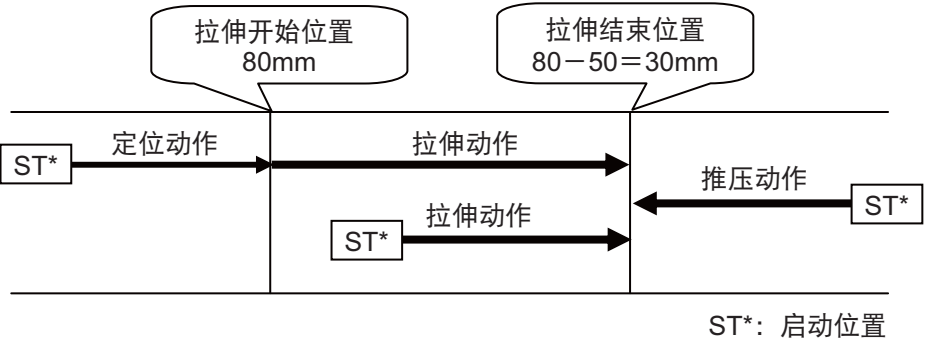 拉伸开始位置
80mm
拉伸结束位置
80－50＝30mm
定位动作
拉伸动作
ST*
推压动作
ST*
拉伸动作
ST*
ST*：启动位置